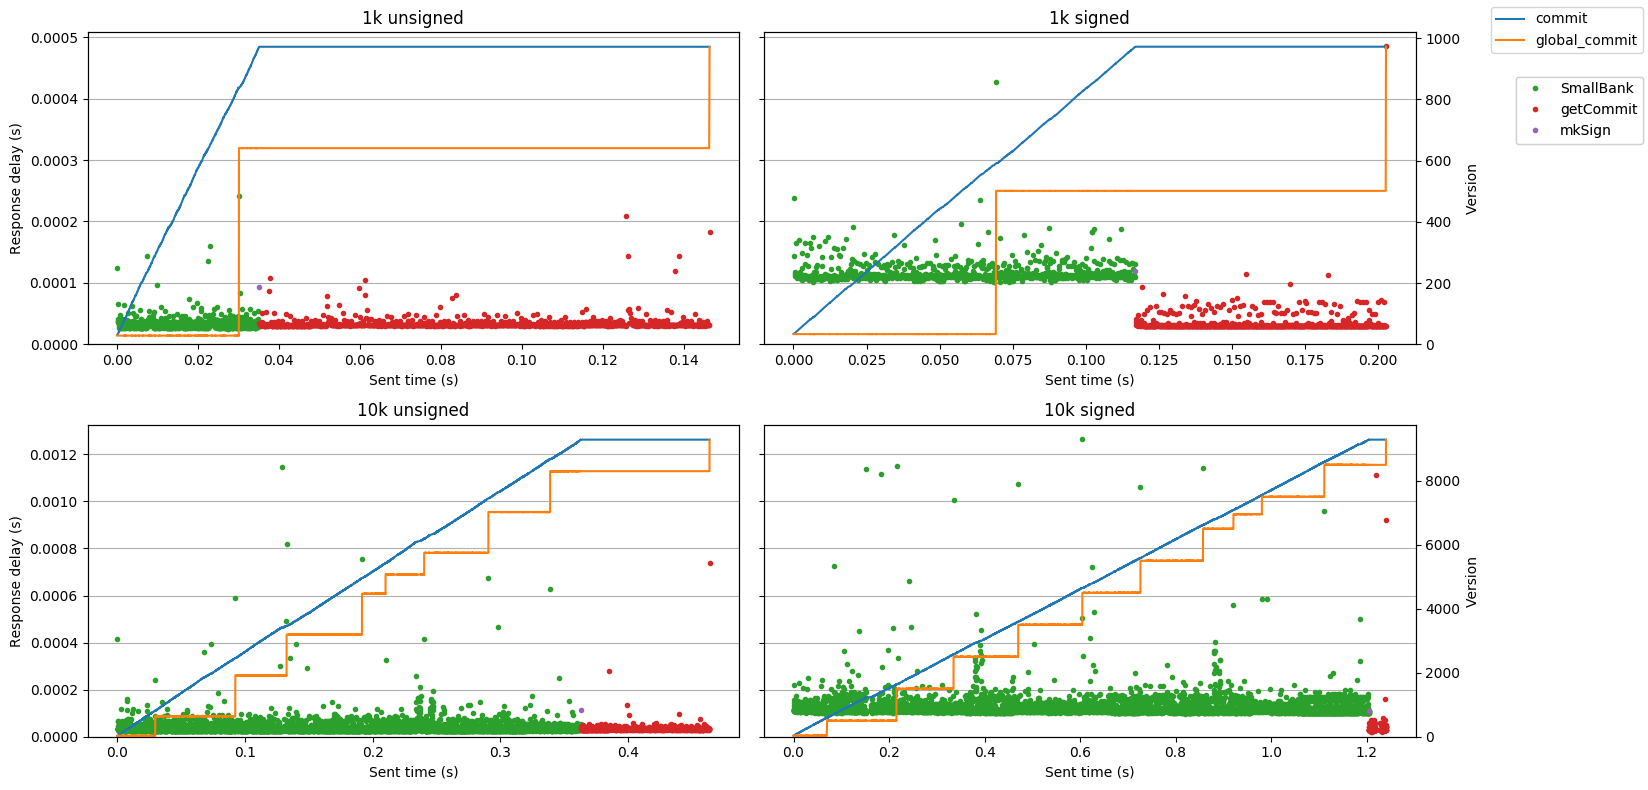 1k unsigned
1k signed
commit
global_commit
SmallBank
getCommit
mkSign
0.0005
0.0004
0.0003
0.0002
0.0001
0.0000
Response delay (s)
0.00 0.02 0.04 0.06 0.08 0.10 0.12 0.14
Sent time (s)
0.000 0.025 0.050 0.075 0.100 0.125 0.150 0.175 0.200
Sent time (s)
1000
800
600
400
200
0
Version
10k unsigned
10k signed
0.0012
0.0010
0.0008
0.0006
0.0004
0.0002
0.0000
Response delay (s)
0.0 0.1 0.2 0.3 0.4
Sent time (s)
0.0 0.2 0.4 0.6 0.8 1.0 1.2
Sent time (s)
8000
6000
4000
2000
0
Version